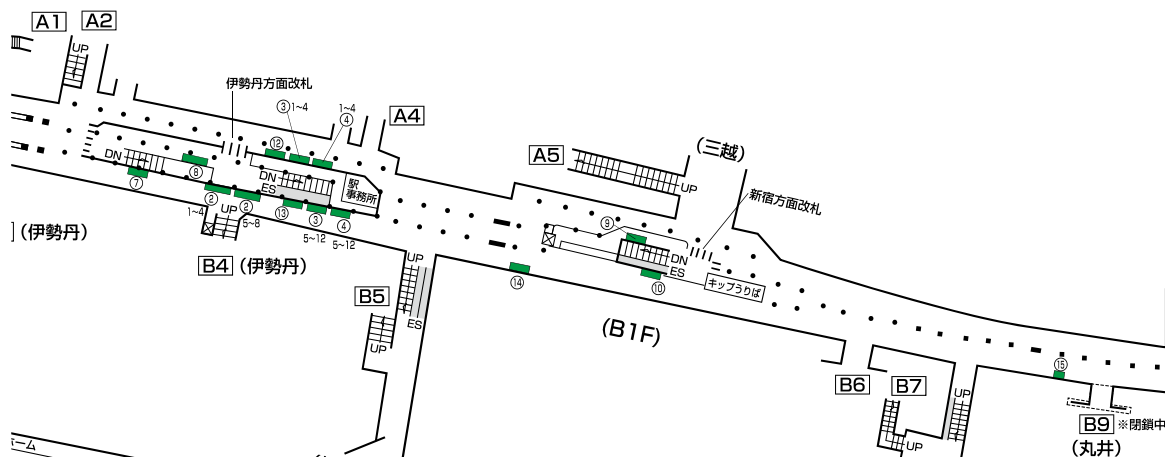 A1
A2
UP
伊勢丹方面改札
③1~4
1~4
④
A4
⑫
DN
⑧
⑦
DN
ES
駅
事務所
②
②
⑬
③
④
1~4
UP
5~8
5~12
5~12
(伊勢丹)
B4
(伊勢丹)
A5
UP
(三越)
新宿方面改札
⑨
DN
ES
⑩
キップうりば
⑭
UP
B5
ES
UP
(B1F)
B6
B7
UP
UP
⑮
B9
※閉鎖中
(丸井)
ホーム